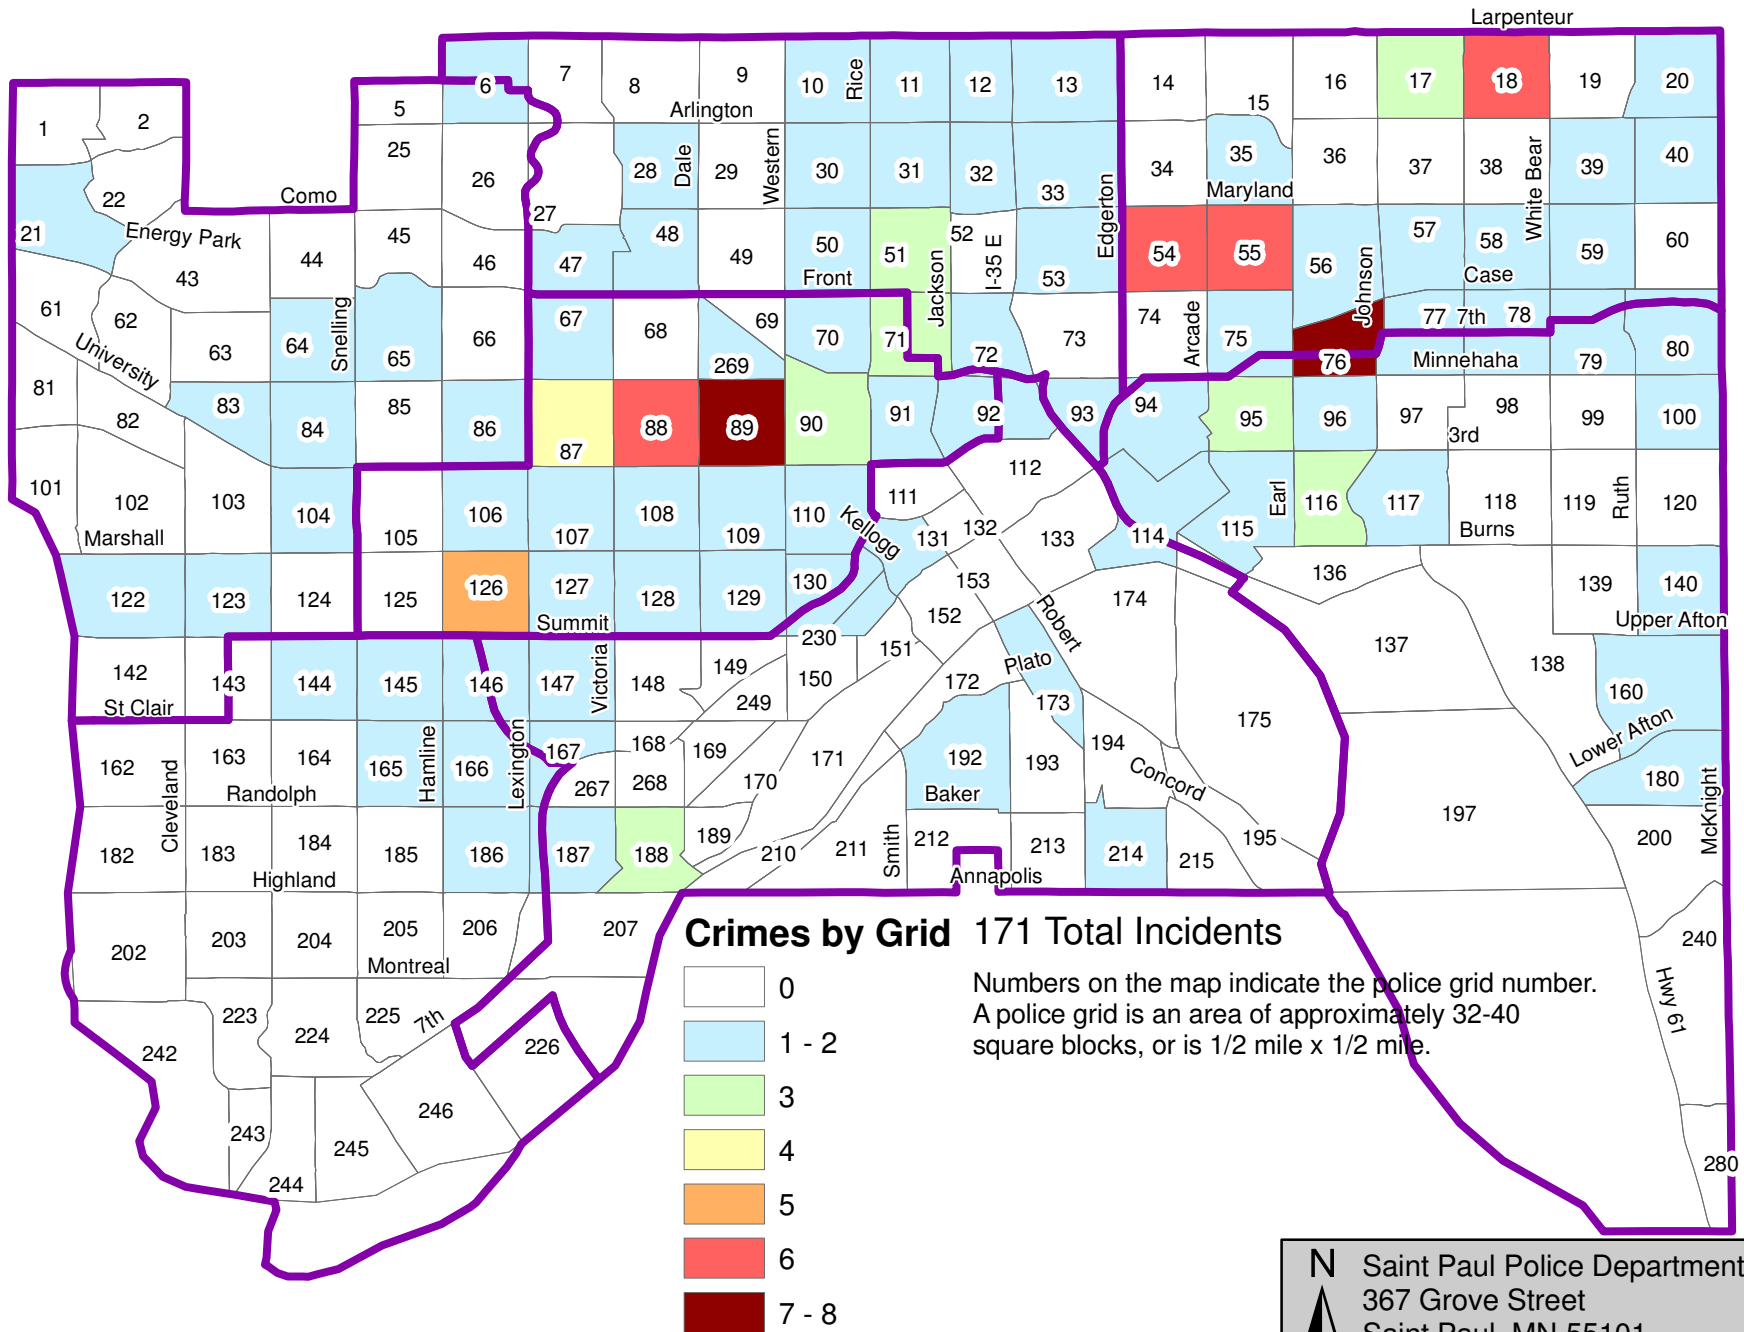 Larpenteur
6 7 8 9 10 Rice 11 12 13 14 15 16 17 18 19 20
1 2 5 Arlington
25 26 28 Dale 29 Western 30 31 32 33 34 35 36 37 38 White Bear 39 40
22 Como 27 Edgerton Maryland
21 Energy Park 44 45 46 47 48 49 50 51 52 I-35 E 53 54 55 56 57 58 59 60
43 Front Jackson Johnson Case
61 62 63 64 Snelling 65 66 67 68 69 70 71 72 73 74 Arcade 75 76 77 7th 78 79 80
University 269 Minnehaha
81 82 83 84 85 86 87 88 89 90 91 92 93 94 95 96 97 98 99 100
3rd
101 102 103 104 105 106 107 108 109 110 111 112 114 115 Earl 116 117 118 119 Ruth 120
Marshall Kellogg 131 132 133 Burns
122 123 124 125 126 127 128 129 130 153 174 136 139 140
Summit 230 152 Robert Upper Afton
142 143 144 145 146 147 Victoria 148 149 150 151 172 Plato 173 137 138 160
St Clair 249 175 Lower Afton
162 Cleveland 163 164 165 Hamline 166 Lexington 167 168 169 170 171 192 193 194 180 McKnight
Randolph 267 268 Baker Concord
182 183 184 185 186 187 188 189 210 211 Smith 212 213 214 215 195 197 200
Highland Annapolis
202 203 204 205 206 207 240
Montreal
Crimes by Grid 171 Total Incidents
0
Numbers on the map indicate the police grid number.
A police grid is an area of approximately 32-40
square blocks, or is 1/2 mile x 1/2 mile.
223 224 225 7th 226 Hwy 61
242
1 - 2
3
243 244 245 246 280
4
5
6
7 - 8
N
Saint Paul Police Department
367 Grove Street
Saint Paul, MN 55101